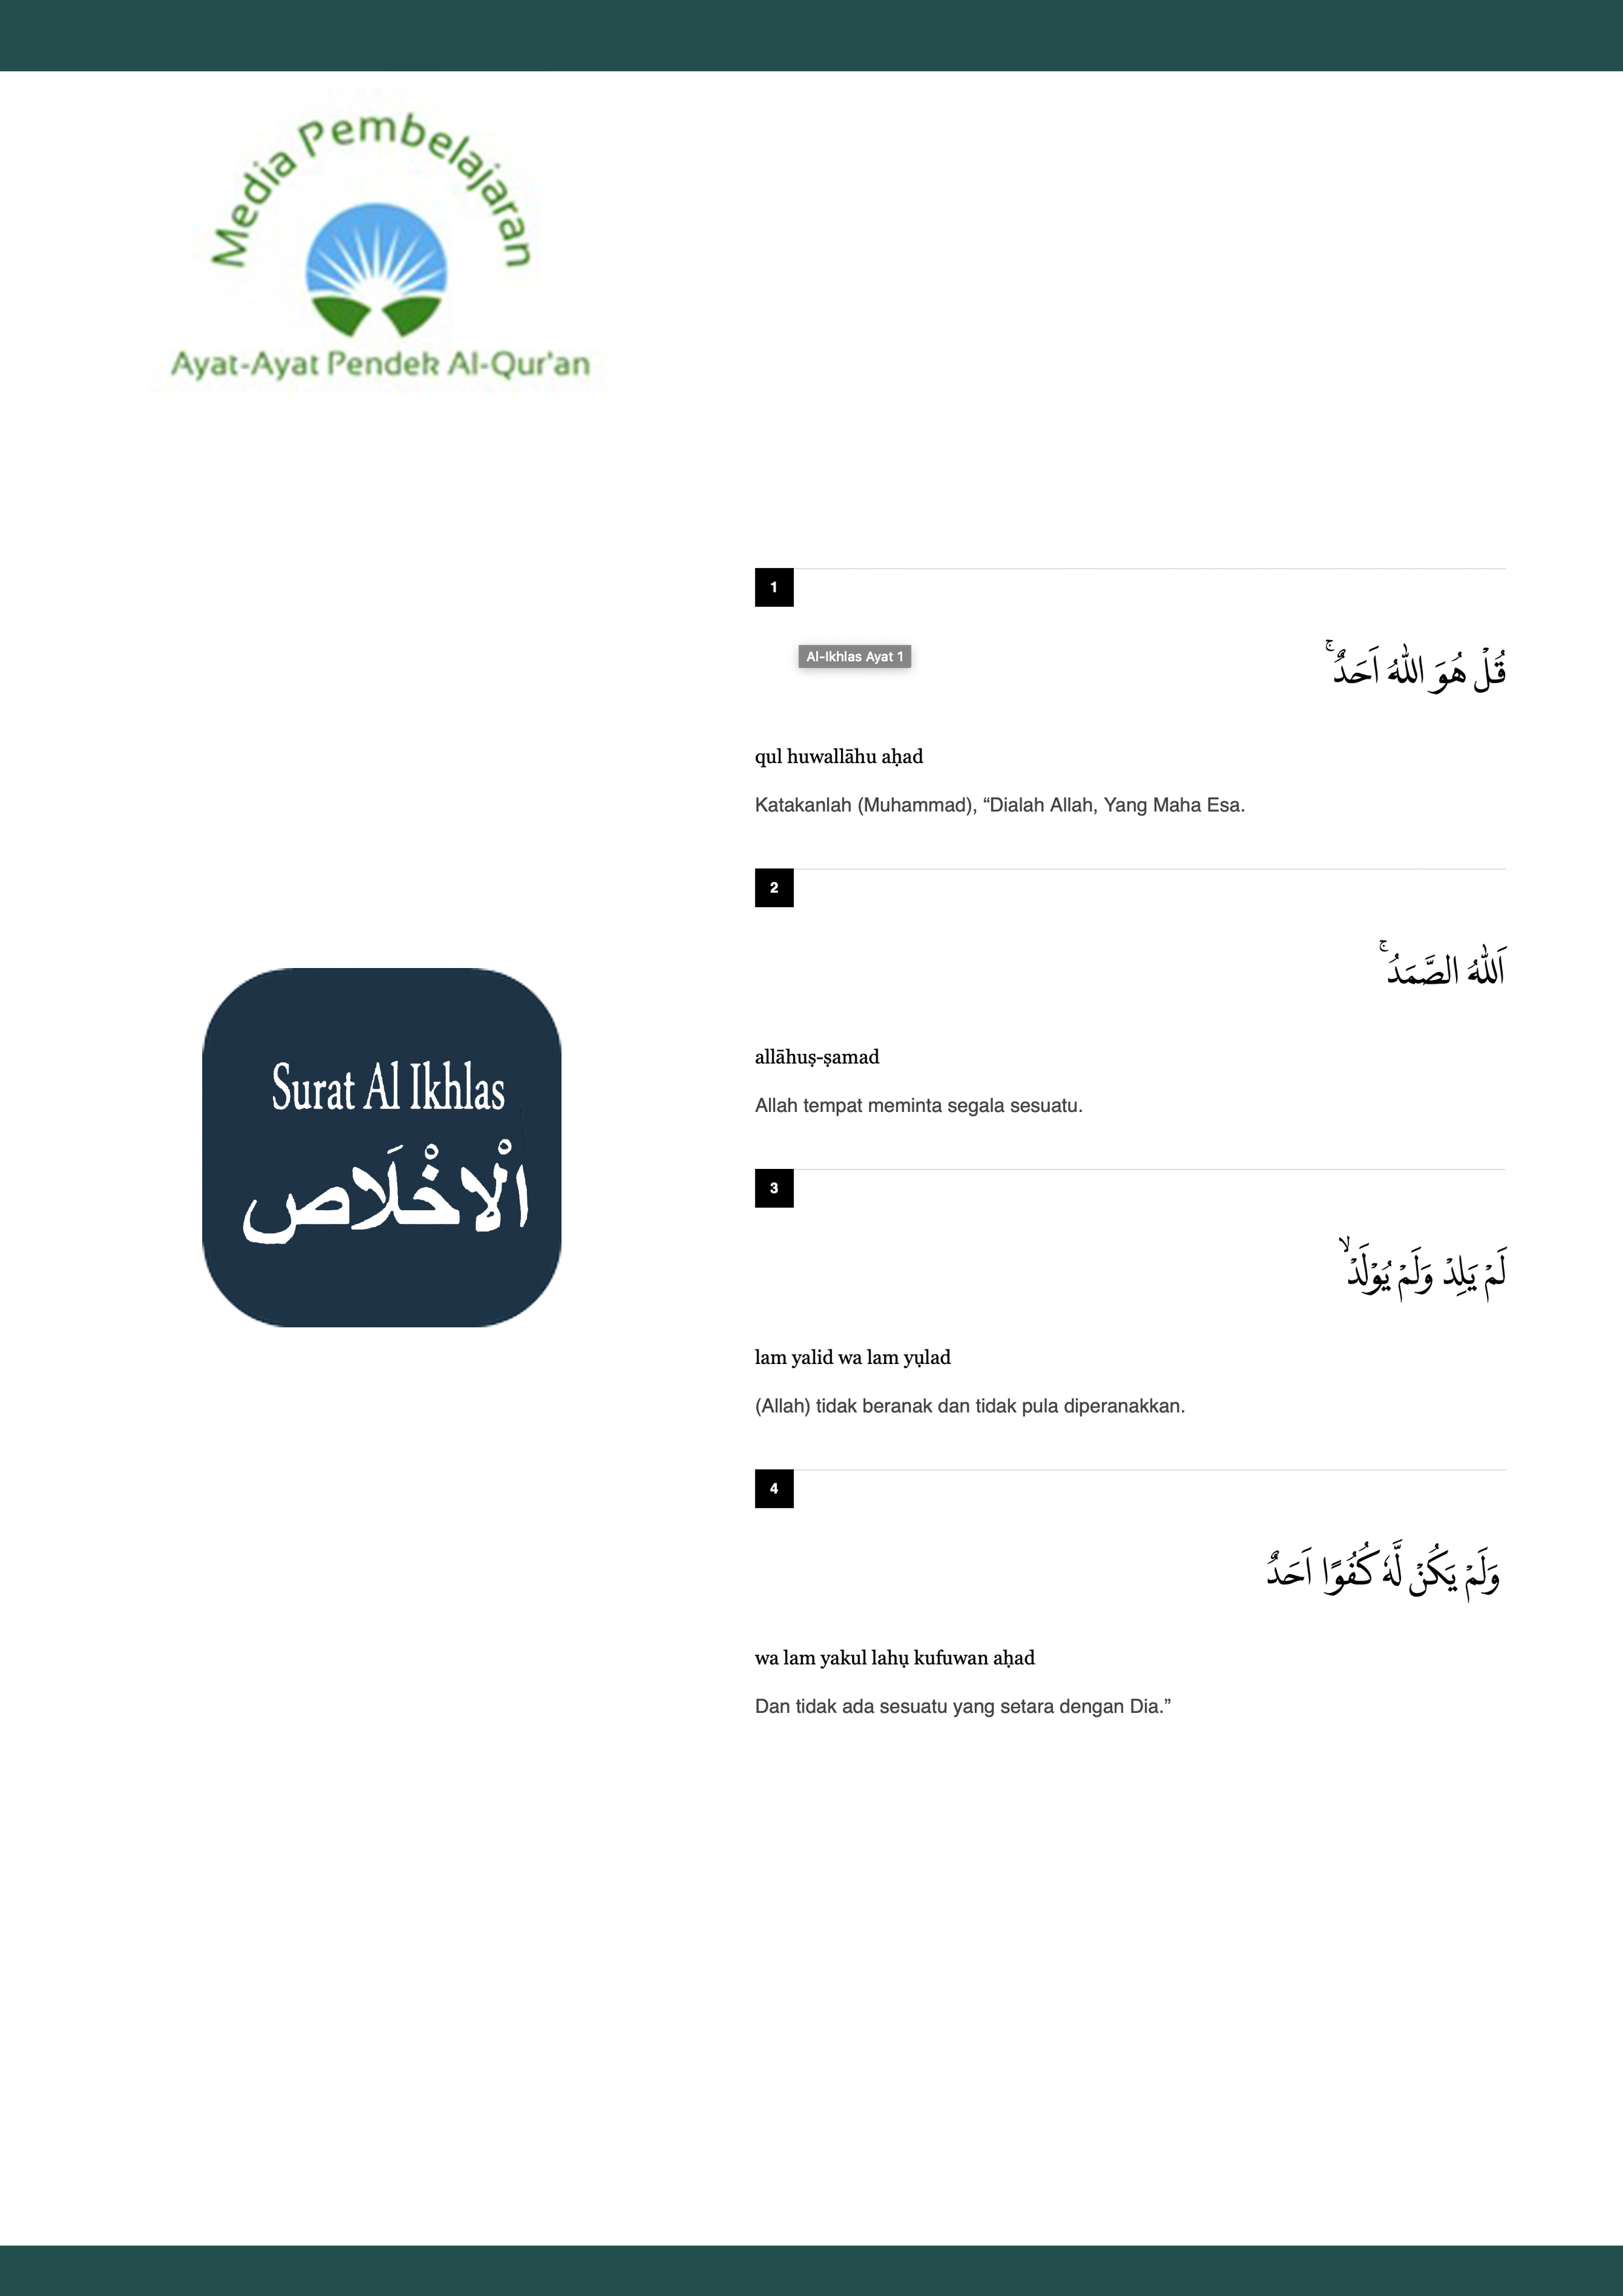 Media Pembelajaran
Ayat-Ayat Pendek Al-Qur'an
Surat Al Ikhlas
الْاِخْلَاص
1
Al-Ikhlas Ayat 1
قُلْ هُوَ اللّٰهُ اَحَدٌۚ
qul huwallāhu aḥad
Katakanlah (Muhammad), “Dialah Allah, Yang Maha Esa.
2
اَللّٰهُ الصَّمَدُۚ
allāhuṣ-ṣamad
Allah tempat meminta segala sesuatu.
3
لَمْ يَلِدْ وَلَمْ يُوْلَدْۙ
lam yalid wa lam yụlad
(Allah) tidak beranak dan tidak pula diperanakkan.
4
وَلَمْ يَكُنْ لَّهٗ كُفُوًا اَحَدٌ
wa lam yakul lahụ kufuwan aḥad
Dan tidak ada sesuatu yang setara dengan Dia.”